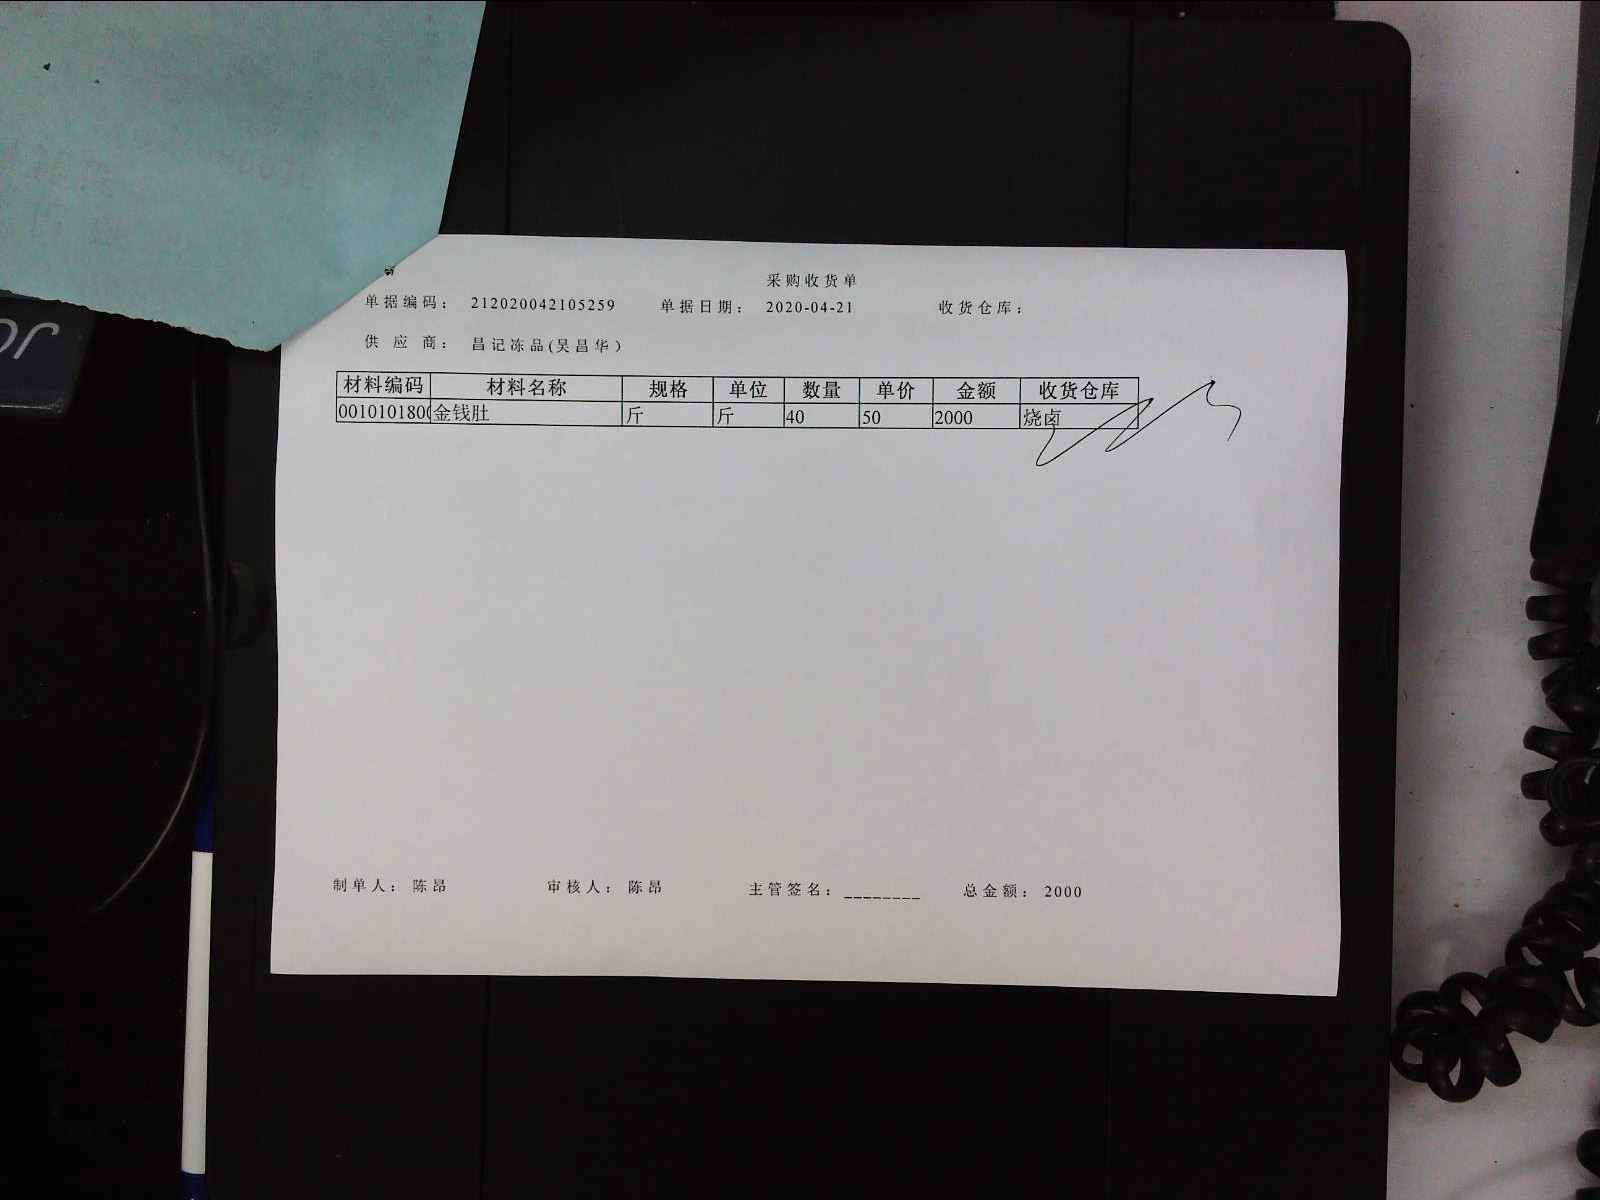 采购收货单
单据编码： 212020042105259 单据日期： 2020-04-21 收货仓库：
供 应 商： 昌记冻品(吴昌华)
材料编码 材料名称 规格 单位 数量 单价 金额 收货仓库
0010101800 金钱肚 斤 斤 40 50 2000 烧卤
制单人： 陈昂 审核人： 陈昂 主管签名：________ 总金额： 2000